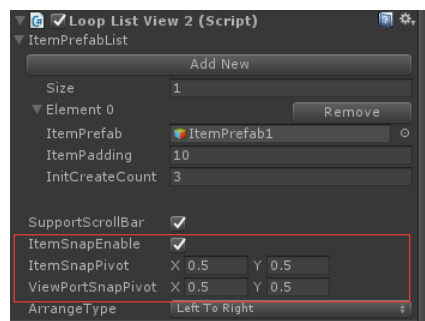 Loop List View 2 (Script)
ItemPrefabList
Add New
Size 1
Element 0 Remove
ItemPrefab ItemPrefab1
ItemPadding 10
InitCreateCount 3
SupportScrollBar
ItemSnapEnable
ItemSnapPivot X 0.5 Y 0.5
ViewPortSnapPivot X 0.5 Y 0.5
ArrangeType Left To Right